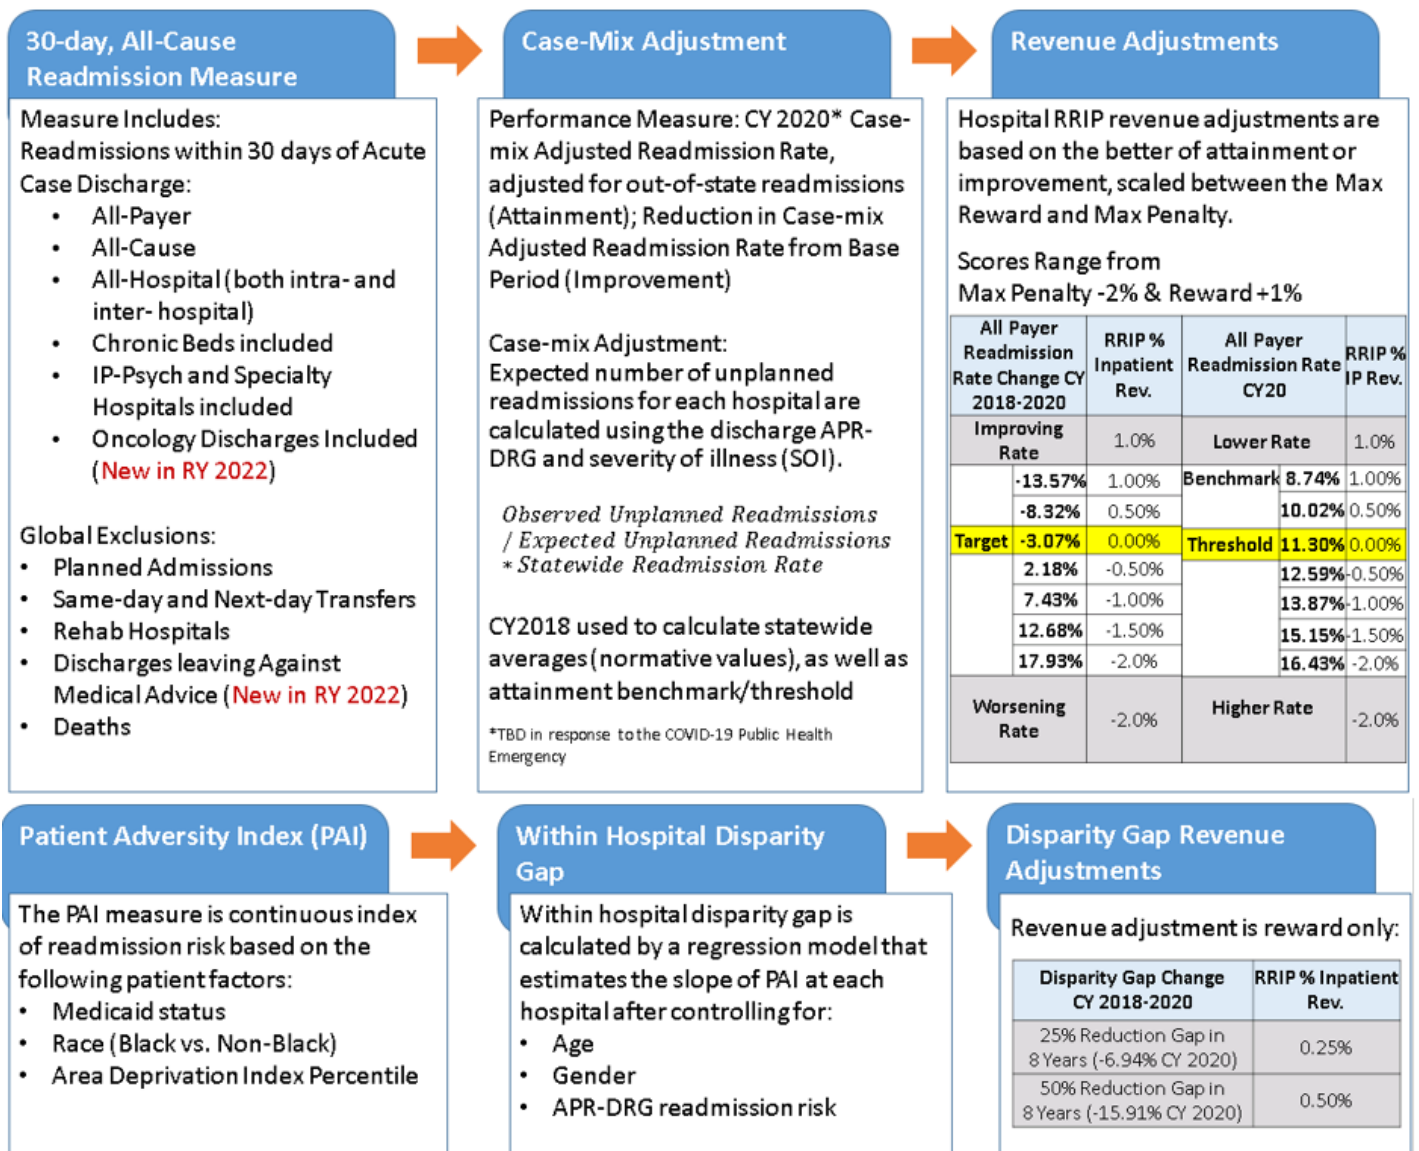 30-day, All-Cause
Readmission Measure
Measure Includes:
Readmissions within 30 days of Acute
Case Discharge:
• All-Payer
• All-Cause
• All-Hospital (both intra- and
inter- hospital)
• Chronic Beds included
• IP-Psych and Specialty
Hospitals included
• Oncology Discharges Included
(New in RY 2022)
Global Exclusions:
• Planned Admissions
• Same-day and Next-day Transfers
• Rehab Hospitals
• Discharges leaving Against
Medical Advice (New in RY 2022)
• Deaths
Case-Mix Adjustment
Performance Measure: CY 2020* Case-
mix Adjusted Readmission Rate,
adjusted for out-of-state readmissions
(Attainment); Reduction in Case-mix
Adjusted Readmission Rate from Base
Period (Improvement)
Case-mix Adjustment:
Expected number of unplanned
readmissions for each hospital are
calculated using the discharge APR-
DRG and severity of illness (SOI).
Observed Unplanned Readmissions
/ Expected Unplanned Readmissions
* Statewide Readmission Rate
CY2018 used to calculate statewide
averages (normative values), as well as
attainment benchmark/threshold
*TBD in response to the COVID-19 Public Health
Emergency
Revenue Adjustments
Hospital RRIP revenue adjustments are
based on the better of attainment or
improvement, scaled between the Max
Reward and Max Penalty.
Scores Range from
Max Penalty -2% & Reward +1%
All Payer
Readmission
Rate Change CY
2018-2020
RRIP %
Inpatient
Rev.
All Payer
Readmission Rate
CY20
RRIP %
IP Rev.
Improving
Rate
1.0%
Lower Rate
1.0%
-13.57% 1.00% Benchmark 8.74% 1.00%
-8.32% 0.50% 10.02% 0.50%
Target -3.07% 0.00% Threshold 11.30% 0.00%
2.18% -0.50% 12.59% -0.50%
7.43% -1.00% 13.87% -1.00%
12.68% -1.50% 15.15% -1.50%
17.93% -2.0% 16.43% -2.0%
Worsening
Rate
-2.0%
Higher Rate
-2.0%
Patient Adversity Index (PAI)
The PAI measure is continuous index
of readmission risk based on the
following patient factors:
• Medicaid status
• Race (Black vs. Non-Black)
• Area Deprivation Index Percentile
Within Hospital Disparity
Gap
Within hospital disparity gap is
calculated by a regression model that
estimates the slope of PAI at each
hospital after controlling for:
• Age
• Gender
• APR-DRG readmission risk
Disparity Gap Revenue
Adjustments
Revenue adjustment is reward only:
Disparity Gap Change
CY 2018-2020
RRIP % Inpatient
Rev.
25% Reduction Gap in
8 Years (-6.94% CY 2020)
0.25%
50% Reduction Gap in
8 Years (-15.91% CY 2020)
0.50%